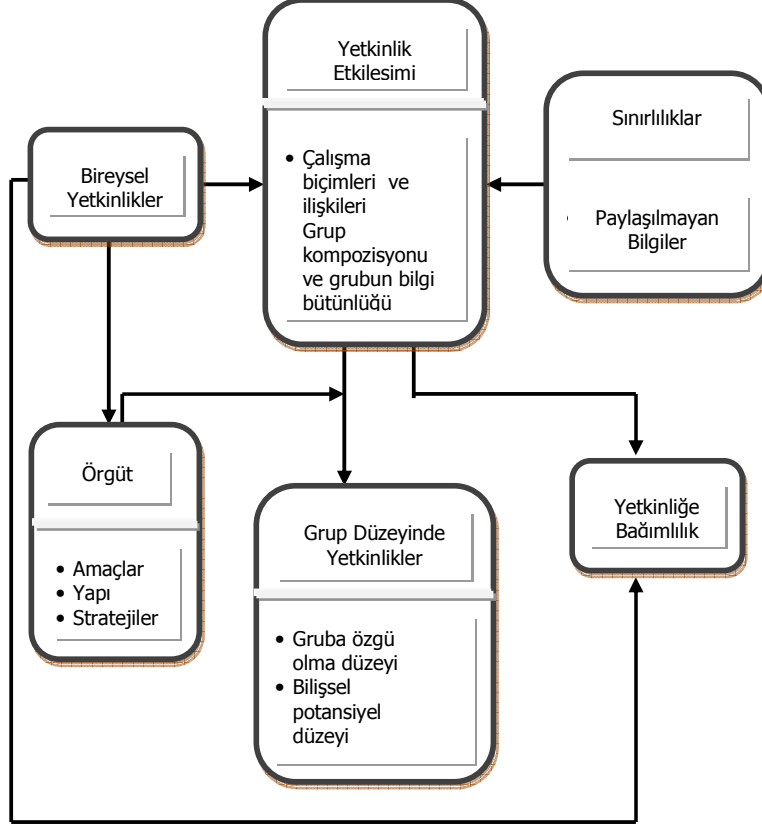 Yetkinlik
Etkilesimi
• Çalışma
biçimleri ve
ilişkileri
Grup
kompozisyonu
ve grubun bilgi
bütünlüğü
Sınırlılıklar
• Paylaşılmayan
Bilgiler
Bireysel
Yetkinlikler
Örgüt
• Amaçlar
• Yapı
• Stratejiler
Grup Düzeyinde
Yetkinlikler
• Gruba özgü
olma düzeyi
• Bilişsel
potansiyel
düzeyi
Yetkinliğe
Bağımlılık